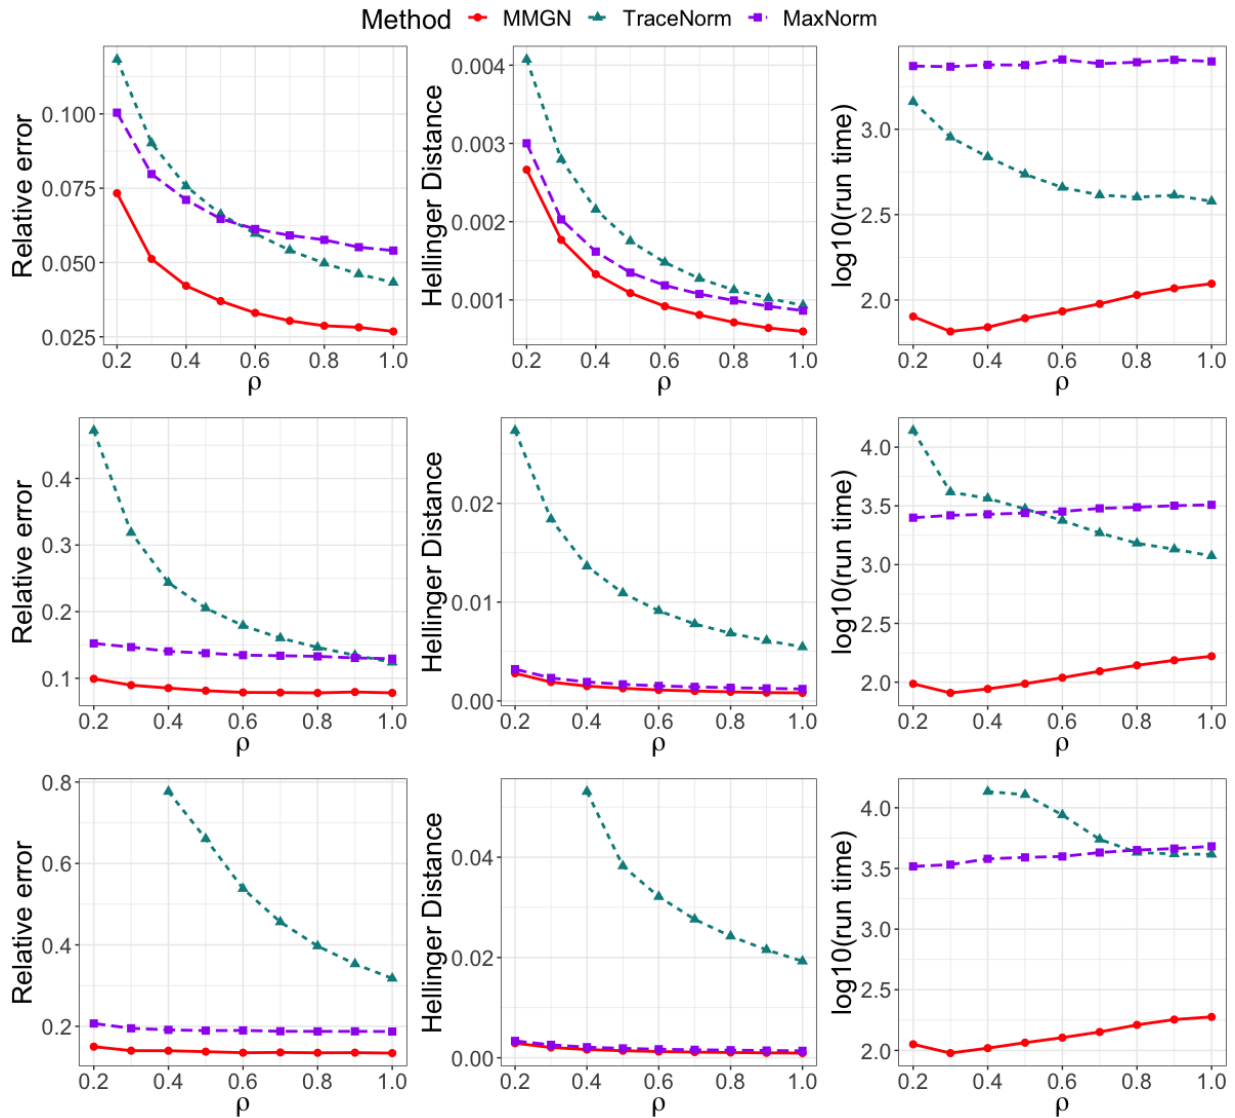 Method MMGN TraceNorm MaxNorm
Relative error
0.100
0.075
0.050
0.025
0.2 0.4 0.6 0.8 1.0
ρ
Hellinger Distance
0.004
0.003
0.002
0.001
0.2 0.4 0.6 0.8 1.0
ρ
log10(run time)
3.0
2.5
2.0
0.2 0.4 0.6 0.8 1.0
ρ
Relative error
0.4
0.3
0.2
0.1
0.2 0.4 0.6 0.8 1.0
ρ
Hellinger Distance
0.02
0.01
0.00
0.2 0.4 0.6 0.8 1.0
ρ
log10(run time)
4.0
3.5
3.0
2.5
2.0
0.2 0.4 0.6 0.8 1.0
ρ
Relative error
0.8
0.6
0.4
0.2
0.2 0.4 0.6 0.8 1.0
ρ
Hellinger Distance
0.04
0.02
0.00
0.2 0.4 0.6 0.8 1.0
ρ
log10(run time)
4.0
3.5
3.0
2.5
2.0
0.2 0.4 0.6 0.8 1.0
ρ